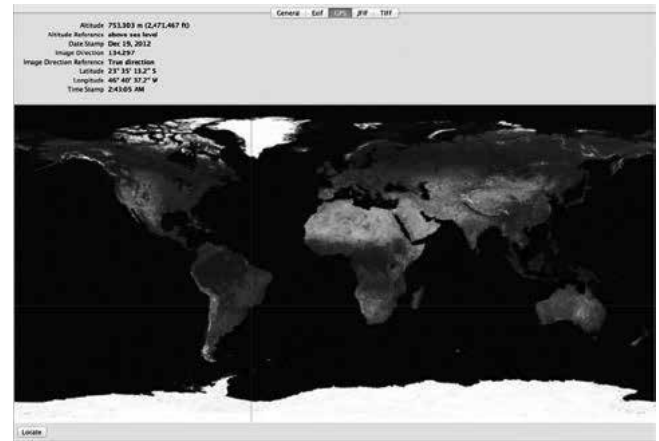 General Exif GPS JFIF TIFF
Altitude 753.303 m (2,471.467 ft)
Altitude Reference above sea level
Date Stamp Dec 19, 2012
Image Direction 134.297
Image Direction Reference True direction
Latitude 23° 35' 13.2" S
Longitude 46° 40' 37.2" W
Time Stamp 2:43:05 AM
Locate